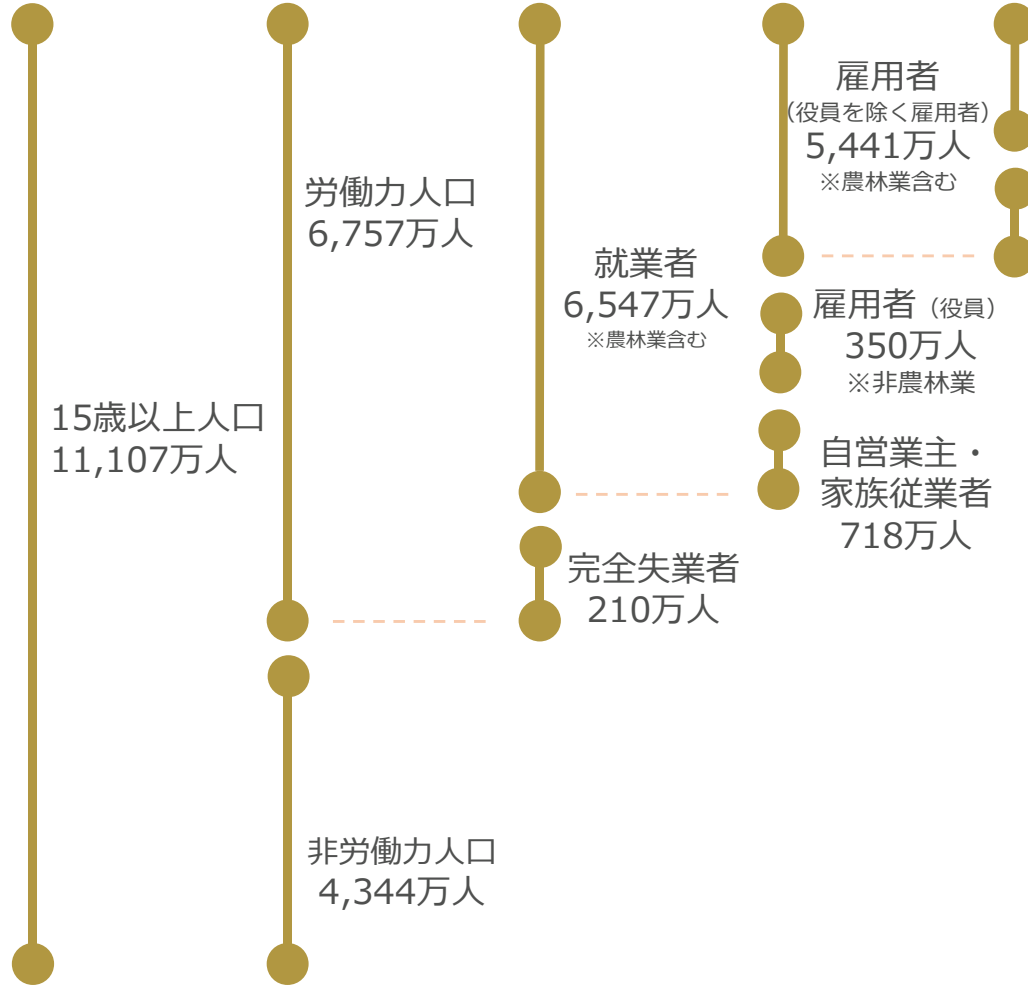 15歳以上人口
11,107万人
労働力人口
6,757万人
非労働力人口
4,344万人
就業者
6,547万人
※農林業含む
完全失業者
210万人
雇用者
（役員を除く雇用者）
5,441万人
※農林業含む
雇用者（役員）
350万人
※非農林業
自営業主・
家族従業者
718万人